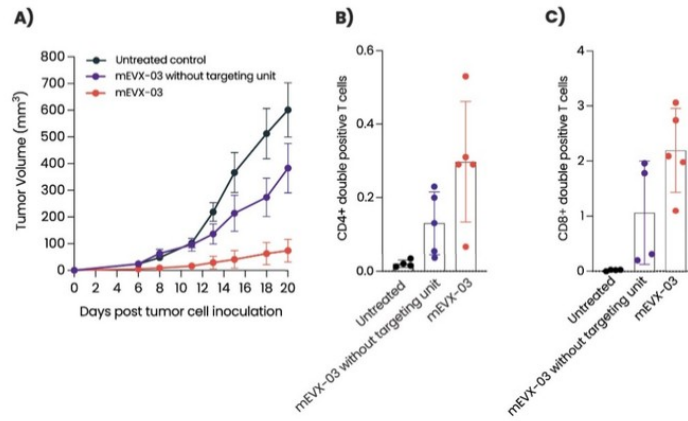 A)
Untreated control
mEVX-03 without targeting unit
mEVX-03
Tumor Volume (mm³)
800
700
600
500
400
300
200
100
0
0 2 4 6 8 10 12 14 16 18 20
Days post tumor cell inoculation
B)
CD4+ double positive T cells
0.6
0.4
0.2
0.0
Untreated
mEVX-03 without targeting unit
mEVX-03
C)
CD8+ double positive T cells
4
3
2
1
0
Untreated
mEVX-03 without targeting unit
mEVX-03